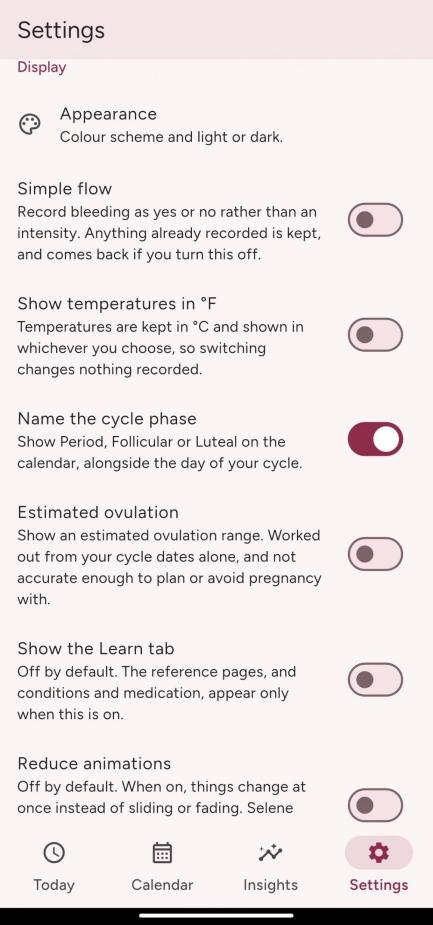 Settings
Display
Appearance
Colour scheme and light or dark.
Simple flow
Record bleeding as yes or no rather than an
intensity. Anything already recorded is kept,
and comes back if you turn this off.
Show temperatures in °F
Temperatures are kept in °C and shown in
whichever you choose, so switching
changes nothing recorded.
Name the cycle phase
Show Period, Follicular or Luteal on the
calendar, alongside the day of your cycle.
Estimated ovulation
Show an estimated ovulation range. Worked
out from your cycle dates alone, and not
accurate enough to plan or avoid pregnancy
with.
Show the Learn tab
Off by default. The reference pages, and
conditions and medication, appear only
when this is on.
Reduce animations
Off by default. When on, things change at
once instead of sliding or fading. Selene
Today
Calendar
Insights
Settings